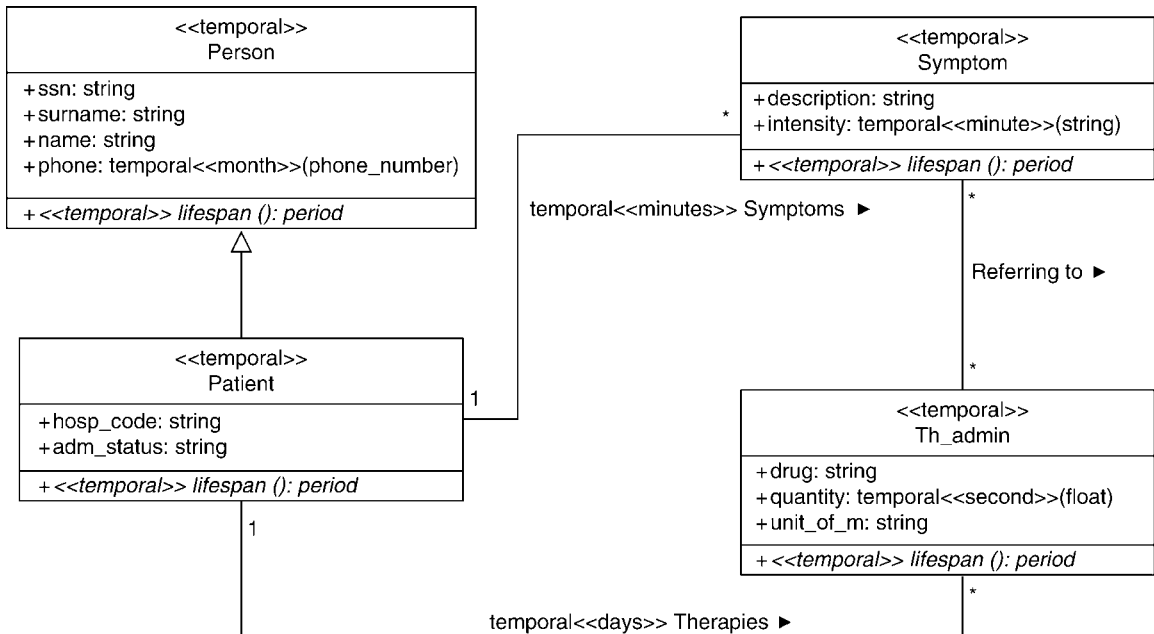 <<temporal>>
Person
+ssn: string
+surname: string
+name: string
+phone: temporal<<month>>(phone_number)
+<<temporal>> lifespan (): period
<<temporal>>
Symptom
+description: string
+intensity: temporal<<minute>>(string)
+<<temporal>> lifespan (): period
*
temporal<<minutes>> Symptoms ►
*
Referring to ►
*
<<temporal>>
Patient
+hosp_code: string
+adm_status: string
+<<temporal>> lifespan (): period
1
1
<<temporal>>
Th_admin
+drug: string
+quantity: temporal<<second>>(float)
+unit_of_m: string
+<<temporal>> lifespan (): period
*
temporal<<days>> Therapies ►